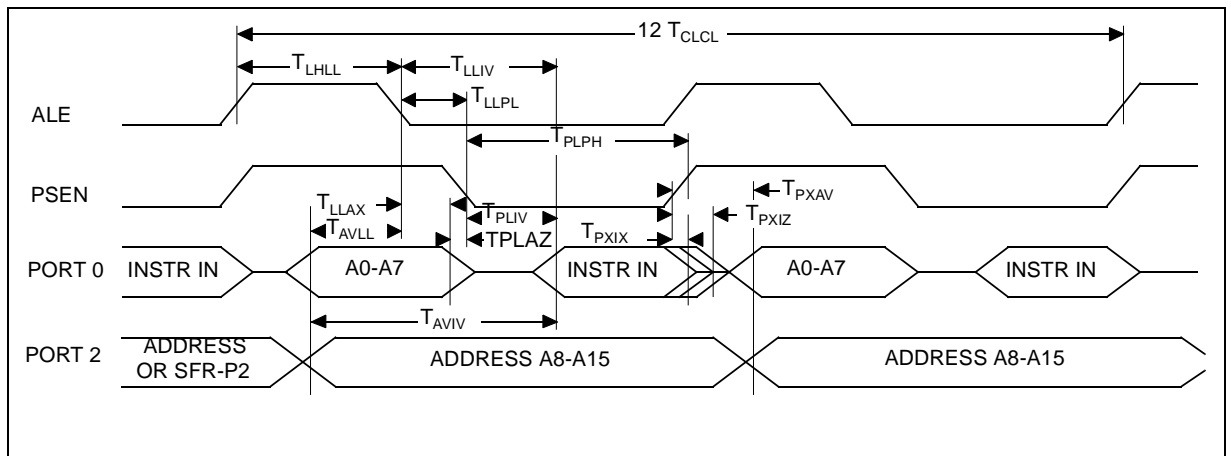 12 TCLCL
TLHLL TLLIV
TLLPL
ALE
TPLPH
PSEN
TLLAX TPLIV TPXAV
TPXIZ
TAVLL TPLAZ TPXIX
PORT 0 INSTR IN A0-A7 INSTR IN A0-A7 INSTR IN
TAVIV
PORT 2 ADDRESS OR SFR-P2 ADDRESS A8-A15 ADDRESS A8-A15